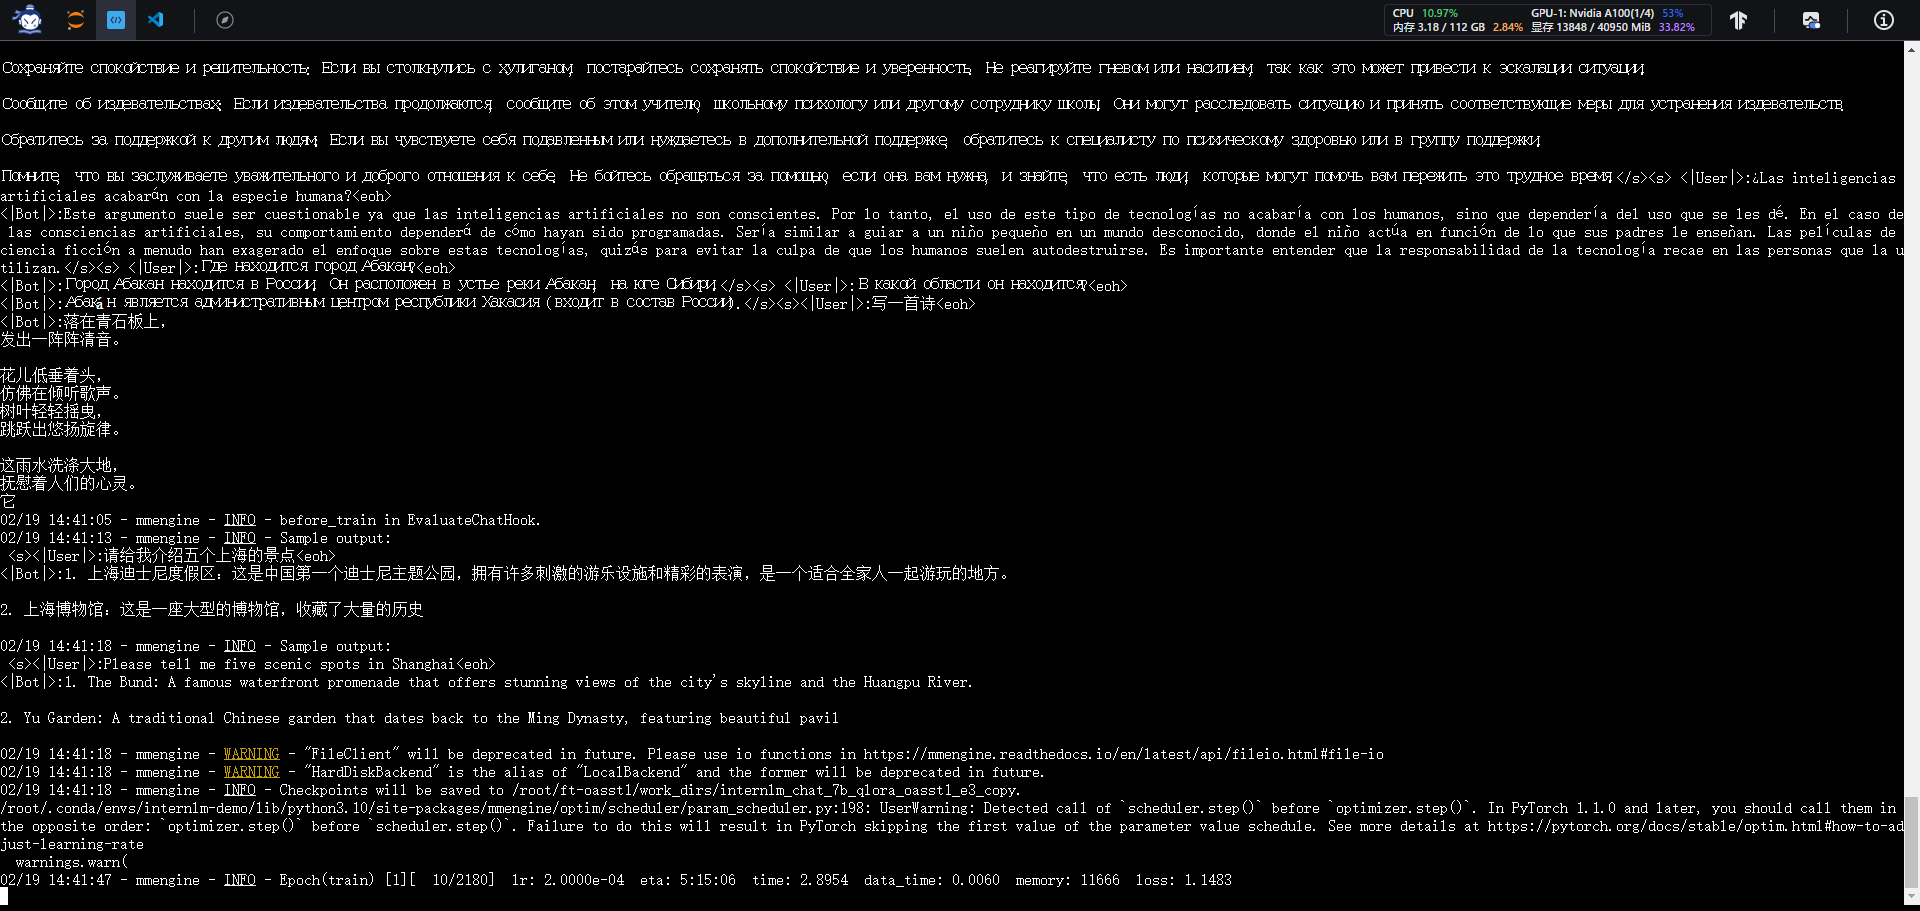 CPU 10.97% GPU-1: Nvidia A100(1/4) 53%
内存 3.18 / 112 GB 2.84% 显存 13848 / 40950 MiB 33.82%
Сохраняйте спокойствие и решительность: Если вы столкнулись с хулиганом, постарайтесь сохранять спокойствие и уверенность. Не реагируйте гневом или насилием, так как это может привести к эскалации ситуации.
Сообщите об издевательствах: Если издевательства продолжаются, сообщите об этом учителю, школьному психологу или другому сотруднику школы. Они могут расследовать ситуацию и принять соответствующие меры для устранения издевательств.
Обратитесь за поддержкой к другим людям: Если вы чувствуете себя подавленным или нуждаетесь в дополнительной поддержке, обратитесь к специалисту по психическому здоровью или в группу поддержки.
Помните, что вы заслуживаете уважительного и доброго отношения к себе. Не бойтесь обращаться за помощью, если она вам нужна, и знайте, что есть люди, которые могут помочь вам пережить это трудное время.</s><s> <|User|>:¿Las inteligencias
artificiales acabarán con la especie humana?<eoh>
<|Bot|>:Este argumento suele ser cuestionable ya que las inteligencias artificiales no son conscientes. Por lo tanto, el uso de este tipo de tecnologías no acabaría con los humanos, sino que dependería del uso que se les dé. En el caso de
las consciencias artificiales, su comportamiento dependerá de cómo hayan sido programadas. Sería similar a guiar a un niño pequeño en un mundo desconocido, donde el niño actúa en función de lo que sus padres le enseñan. Las películas de
ciencia ficción a menudo han exagerado el enfoque sobre estas tecnologías, quizás para evitar la culpa de que los humanos suelen autodestruirse. Es importante entender que la responsabilidad de la tecnología recae en las personas que la u
tilizan.</s><s> <|User|>:Где находится город Абакан?<eoh>
<|Bot|>:Город Абакан находится в России. Он расположен в устье реки Абакан, на юге Сибири.</s><s> <|User|>:В какой области он находится?<eoh>
<|Bot|>:Абака́н является административным центром республики Хакасия (входит в состав России).</s><s><|User|>:写一首诗<eoh>
<|Bot|>:落在青石板上，
发出一阵阵清音。
花儿低垂着头，
仿佛在倾听歌声。
树叶轻轻摇曳，
跳跃出悠扬旋律。
这雨水洗涤大地，
抚慰着人们的心灵。
它
02/19 14:41:05 - mmengine - INFO - before_train in EvaluateChatHook.
02/19 14:41:13 - mmengine - INFO - Sample output:
<s><|User|>:请给我介绍五个上海的景点<eoh>
<|Bot|>:1. 上海迪士尼度假区：这是中国第一个迪士尼主题公园，拥有许多刺激的游乐设施和精彩的表演，是一个适合全家人一起游玩的地方。
2. 上海博物馆：这是一座大型的博物馆，收藏了大量的历史
02/19 14:41:18 - mmengine - INFO - Sample output:
<s><|User|>:Please tell me five scenic spots in Shanghai<eoh>
<|Bot|>:1. The Bund: A famous waterfront promenade that offers stunning views of the city's skyline and the Huangpu River.
2. Yu Garden: A traditional Chinese garden that dates back to the Ming Dynasty, featuring beautiful pavil
02/19 14:41:18 - mmengine - WARNING - "FileClient" will be deprecated in future. Please use io functions in https://mmengine.readthedocs.io/en/latest/api/fileio.html#file-io
02/19 14:41:18 - mmengine - WARNING - "HardDiskBackend" is the alias of "LocalBackend" and the former will be deprecated in future.
02/19 14:41:18 - mmengine - INFO - Checkpoints will be saved to /root/ft-oasst1/work_dirs/internlm_chat_7b_qlora_oasst1_e3_copy.
/root/.conda/envs/internlm-demo/lib/python3.10/site-packages/mmengine/optim/scheduler/param_scheduler.py:198: UserWarning: Detected call of `scheduler.step()` before `optimizer.step()`. In PyTorch 1.1.0 and later, you should call them in
the opposite order: `optimizer.step()` before `scheduler.step()`. Failure to do this will result in PyTorch skipping the first value of the parameter value schedule. See more details at https://pytorch.org/docs/stable/optim.html#how-to-ad
just-learning-rate
warnings.warn(
02/19 14:41:47 - mmengine - INFO - Epoch(train) [1][ 10/2180] lr: 2.0000e-04 eta: 5:15:06 time: 2.8954 data_time: 0.0060 memory: 11666 loss: 1.1483